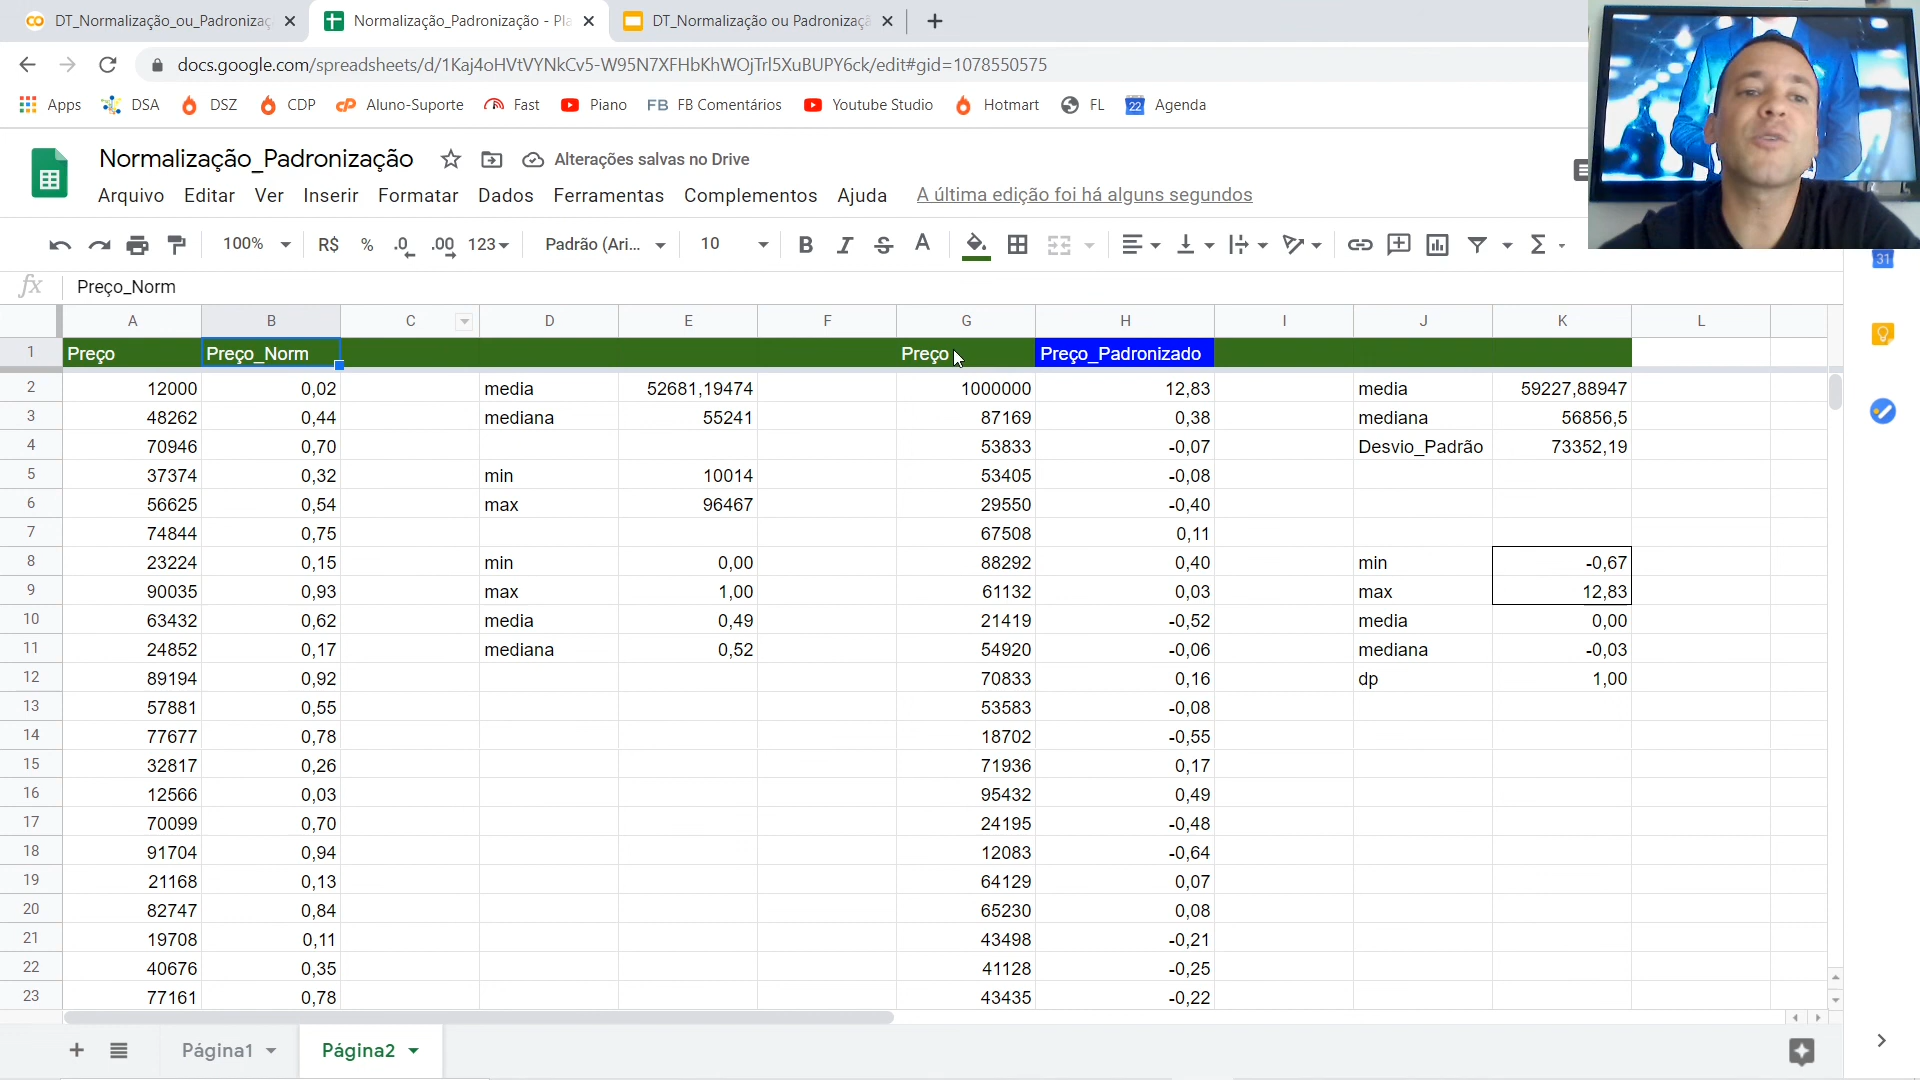 DT_Normalização_ou_Padronizaç
Normalização_Padronização - Pla
DT_Normalização ou Padronizaçã
docs.google.com/spreadsheets/d/1Kaj4oHVtVYNkCv5-W95N7XFHbKhWOjTrl5XuBUPY6ck/edit#gid=1078550575
Apps DSA DSZ CDP Aluno-Suporte Fast Piano FB FB Comentários Youtube Studio Hotmart FL 22 Agenda
Normalização_Padronização Alterações salvas no Drive
Arquivo Editar Ver Inserir Formatar Dados Ferramentas Complementos Ajuda A última edição foi há alguns segundos
100% R$ % .0 .00 123 Padrão (Ari... 10 B I S A Σ
31
fx Preço_Norm
A B C D E F G H I J K L
1 Preço Preço_Norm Preço Preço_Padronizado
2 12000 0,02 media 52681,19474 1000000 12,83 media 59227,88947
3 48262 0,44 mediana 55241 87169 0,38 mediana 56856,5
4 70946 0,70 53833 -0,07 Desvio_Padrão 73352,19
5 37374 0,32 min 10014 53405 -0,08
6 56625 0,54 max 96467 29550 -0,40
7 74844 0,75 67508 0,11
8 23224 0,15 min 0,00 88292 0,40 min -0,67
9 90035 0,93 max 1,00 61132 0,03 max 12,83
10 63432 0,62 media 0,49 21419 -0,52 media 0,00
11 24852 0,17 mediana 0,52 54920 -0,06 mediana -0,03
12 89194 0,92 70833 0,16 dp 1,00
13 57881 0,55 53583 -0,08
14 77677 0,78 18702 -0,55
15 32817 0,26 71936 0,17
16 12566 0,03 95432 0,49
17 70099 0,70 24195 -0,48
18 91704 0,94 12083 -0,64
19 21168 0,13 64129 0,07
20 82747 0,84 65230 0,08
21 19708 0,11 43498 -0,21
22 40676 0,35 41128 -0,25
23 77161 0,78 43435 -0,22
Página1 Página2